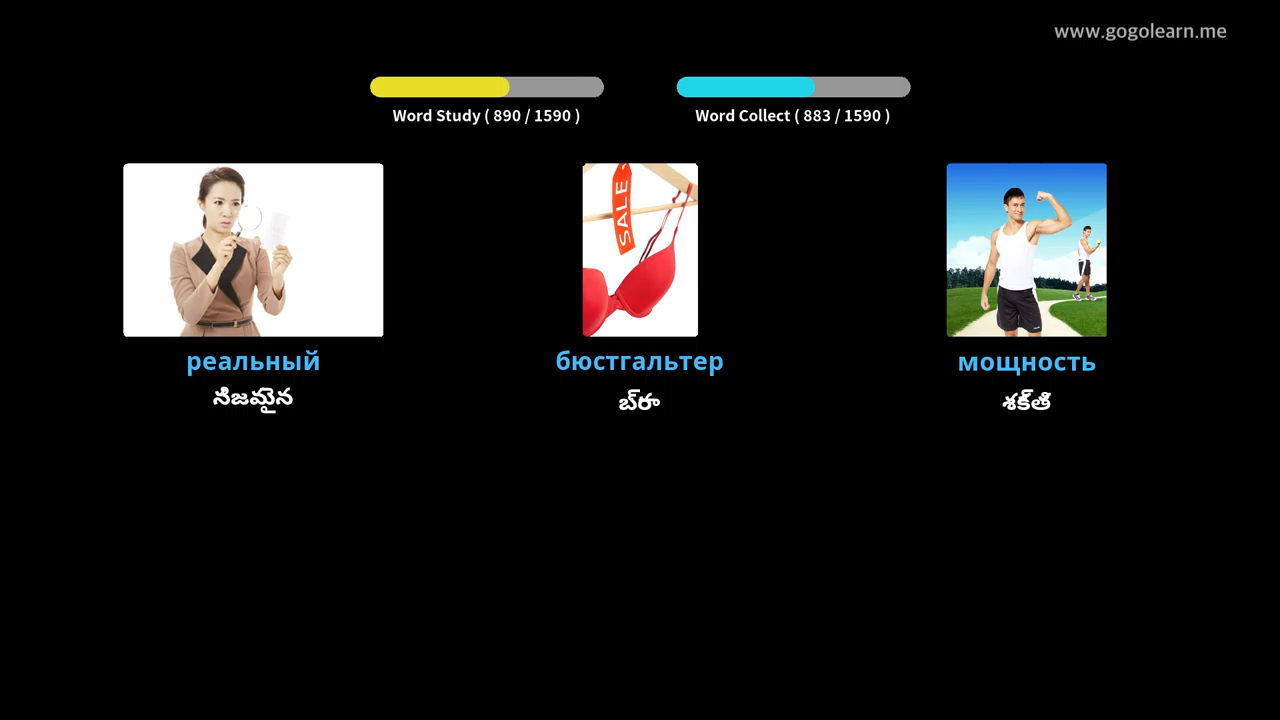 www.gogolearn.me
Word Study ( 890 / 1590 )
Word Collect ( 883 / 1590 )
SALE
реальный
бюстгальтер
мощность
నిజమైన
బ్రా
శక్తి